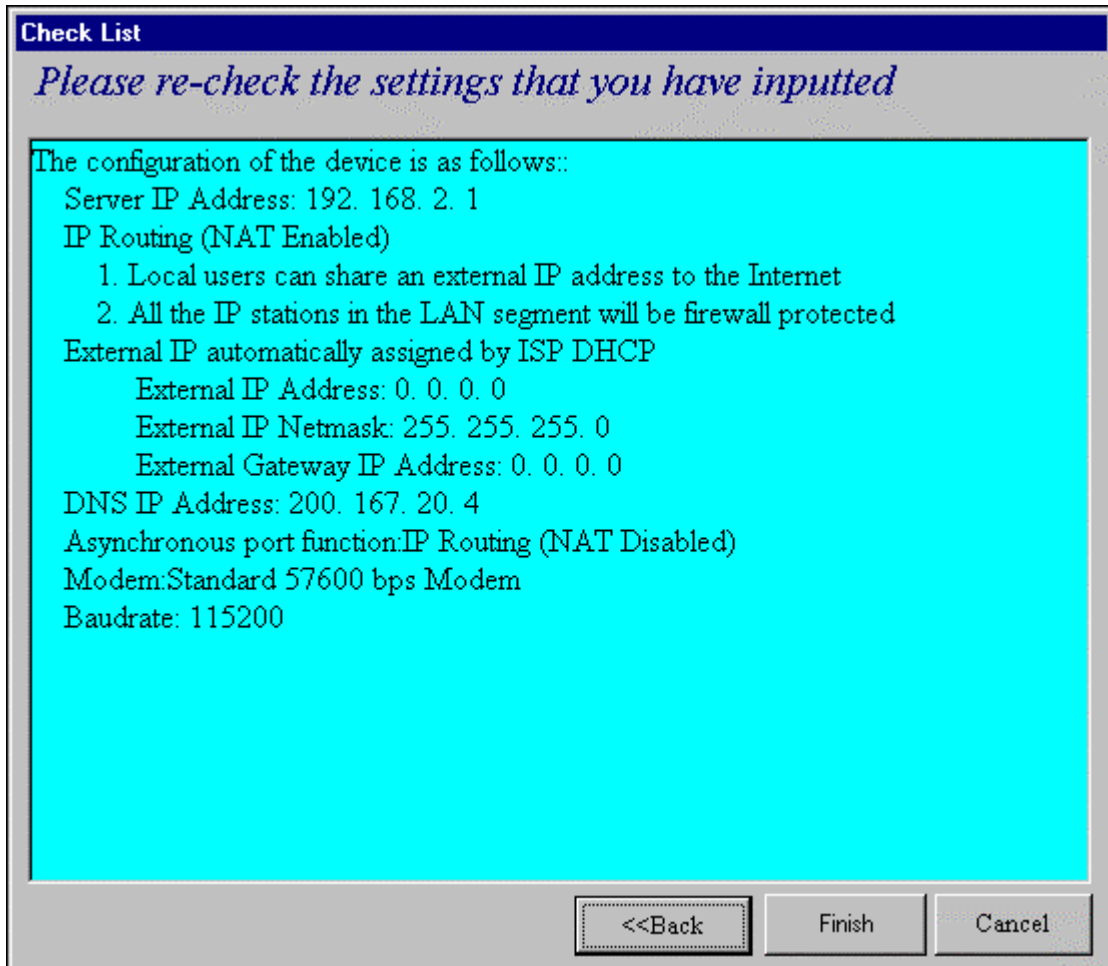 Check List
Please re-check the settings that you have inputted
The configuration of the device is as follows::
Server IP Address: 192. 168. 2. 1
IP Routing (NAT Enabled)
1. Local users can share an external IP address to the Internet
2. All the IP stations in the LAN segment will be firewall protected
External IP automatically assigned by ISP DHCP
External IP Address: 0. 0. 0. 0
External IP Netmask: 255. 255. 255. 0
External Gateway IP Address: 0. 0. 0. 0
DNS IP Address: 200. 167. 20. 4
Asynchronous port function:IP Routing (NAT Disabled)
Modem:Standard 57600 bps Modem
Baudrate: 115200
<<Back Finish Cancel